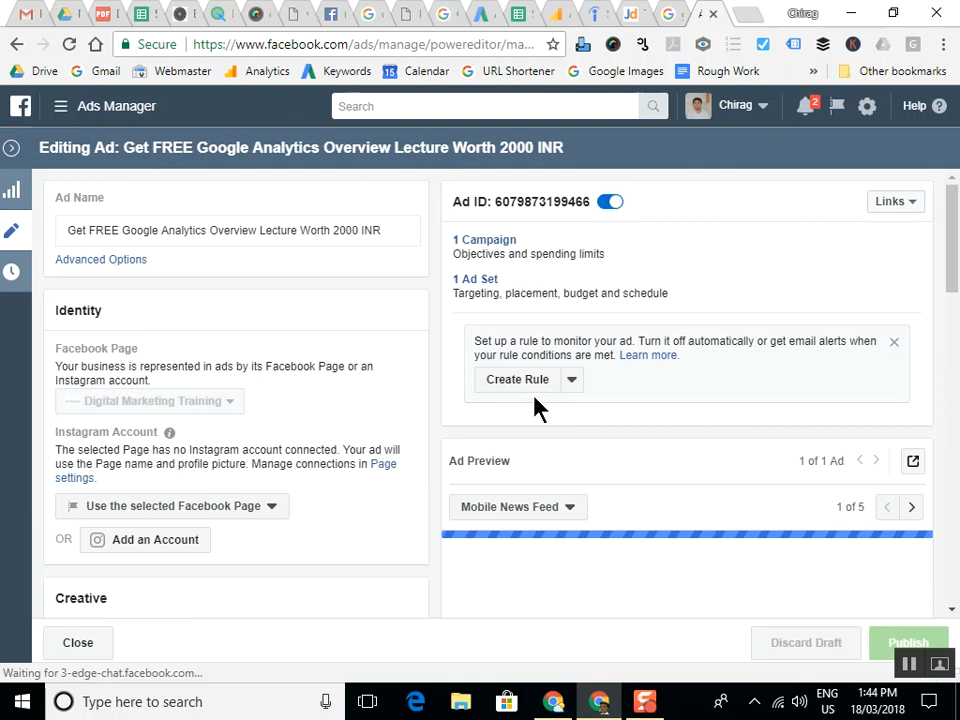 Chirag
Secure
https://www.facebook.com/ads/manage/powereditor/ma...
Drive
Gmail
Webmaster
Analytics
Keywords
Calendar
URL Shortener
Google Images
Rough Work
»
Other bookmarks
Ads Manager
Search
Chirag
2
Help
Editing Ad: Get FREE Google Analytics Overview Lecture Worth 2000 INR
Ad Name
Get FREE Google Analytics Overview Lecture Worth 2000 INR
Advanced Options
Identity
Facebook Page
Your business is represented in ads by its Facebook Page or an
Instagram account.
---- Digital Marketing Training
Instagram Account
The selected Page has no Instagram account connected. Your ad will
use the Page name and profile picture. Manage connections in Page
settings.
Use the selected Facebook Page
OR
Add an Account
Creative
Ad ID: 6079873199466
Links
1 Campaign
Objectives and spending limits
1 Ad Set
Targeting, placement, budget and schedule
Set up a rule to monitor your ad. Turn it off automatically or get email alerts when
your rule conditions are met. Learn more.
Create Rule
Ad Preview
1 of 1 Ad
Mobile News Feed
1 of 5
Close
Discard Draft
Publish
Waiting for 3-edge-chat.facebook.com...
Type here to search
ENG
US
1:44 PM
18/03/2018